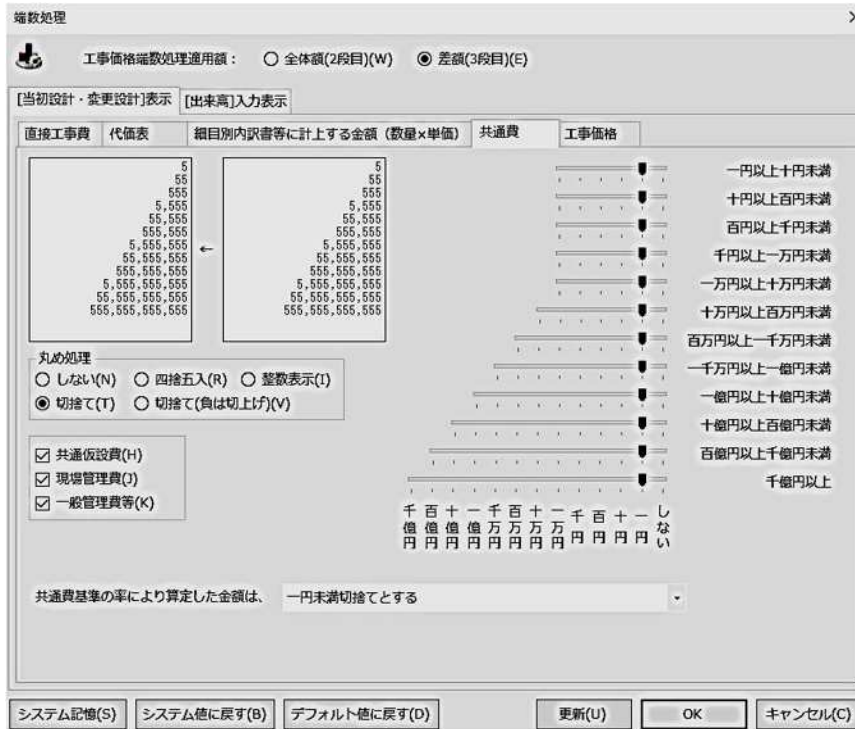 端数処理
工事価格端数処理適用額： 全体額(2段目)(W) 差額(3段目)(E)
[当初設計・変更設計]表示 [出来高]入力表示
直接工事費 代価表 細目別内訳書等に計上する金額（数量×単価） 共通費 工事価格
5
55
555
5,555
55,555
555,555
5,555,555
55,555,555
555,555,555
5,555,555,555
55,555,555,555
555,555,555,555
←
5
55
555
5,555
55,555
555,555
5,555,555
55,555,555
555,555,555
5,555,555,555
55,555,555,555
555,555,555,555
一円以上十円未満
十円以上百円未満
百円以上千円未満
千円以上一万円未満
一万円以上十万円未満
十万円以上百万円未満
百万円以上一千万円未満
一千万円以上一億円未満
一億円以上十億円未満
十億円以上百億円未満
百億円以上千億円未満
千億円以上
千億円 百億円 十億円 一億円 千万円 百万円 十万円 一万円 千円 百円 十円 一円 しない
丸め処理
しない(N) 四捨五入(R) 整数表示(I)
切捨て(T) 切捨て(負は切上げ)(V)
共通仮設費(H)
現場管理費(J)
一般管理費等(K)
共通費基準の率により算定した金額は、 一円未満切捨てとする
システム記憶(S) システム値に戻す(B) デフォルト値に戻す(D) 更新(U) OK キャンセル(C)